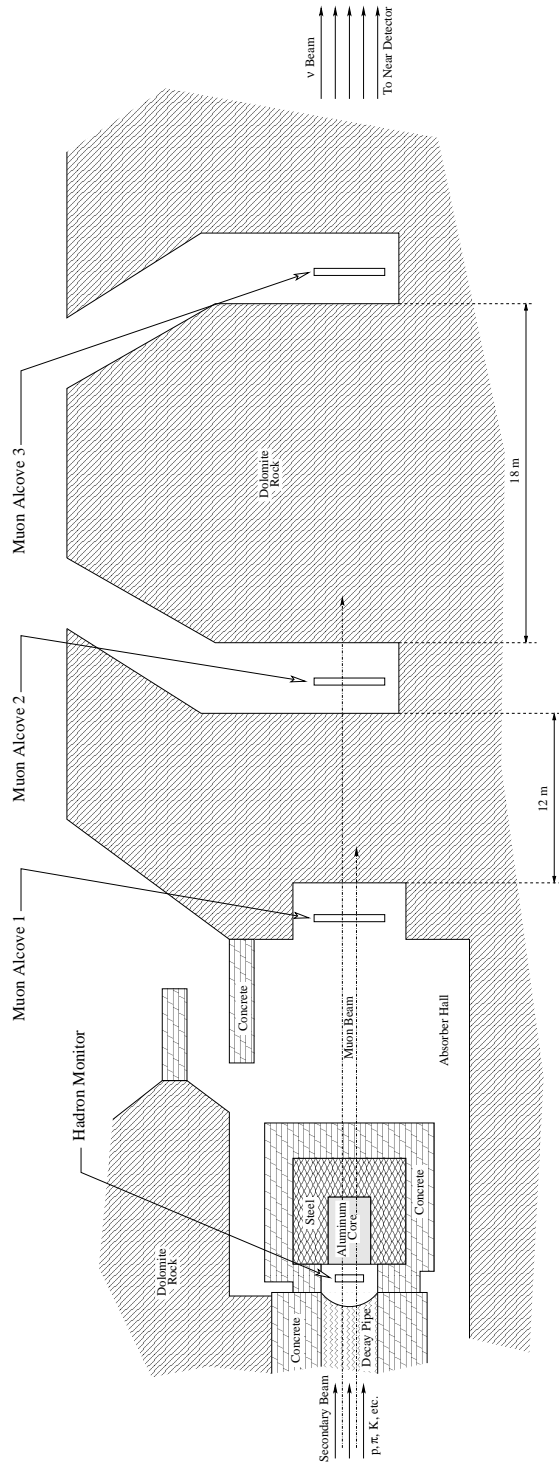 Muon Alcove 1
Muon Alcove 2
Muon Alcove 3
Hadron Monitor
Dolomite
Rock
Dolomite
Rock
Concrete
Concrete
Concrete
Steel
Aluminum
Core
Decay Pipe
Secondary Beam
p, π, K, etc.
Muon Beam
Absorber Hall
ν Beam
To Near Detector
12 m
18 m